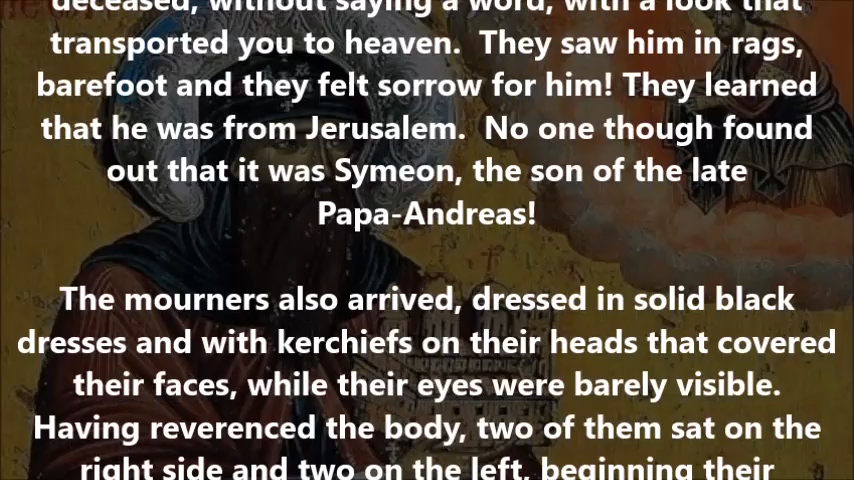 deceased, without saying a word, with a look that
transported you to heaven.  They saw him in rags,
barefoot and they felt sorrow for him! They learned
that he was from Jerusalem.  No one though found
out that it was Symeon, the son of the late
Papa-Andreas!
The mourners also arrived, dressed in solid black
dresses and with kerchiefs on their heads that covered
their faces, while their eyes were barely visible.
Having reverenced the body, two of them sat on the
right side and two on the left, beginning their